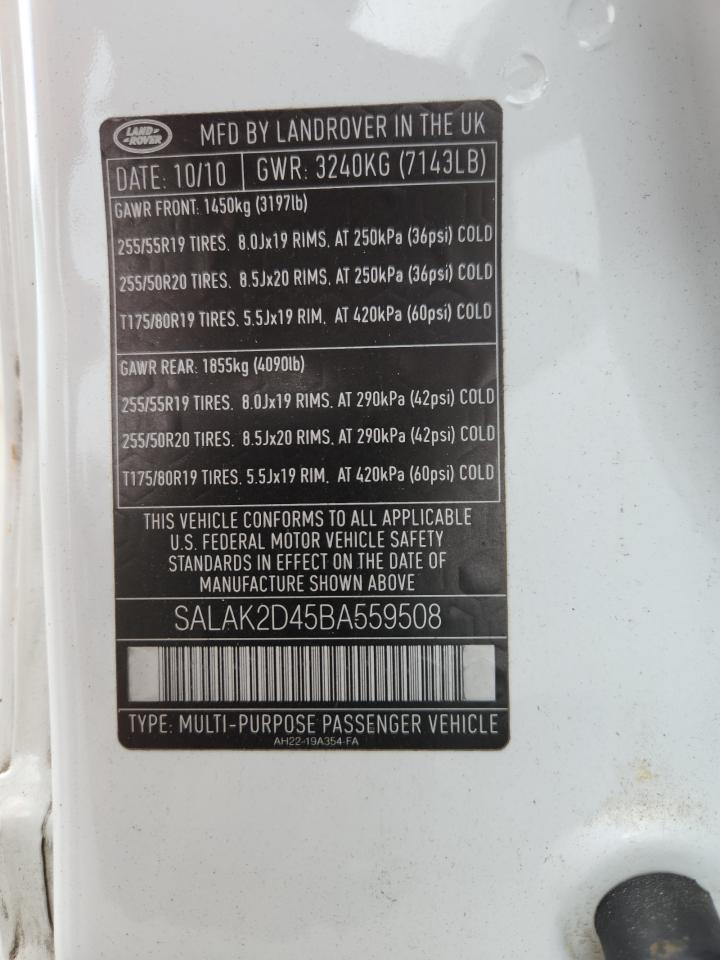 LAND
ROVER
MFD BY LANDROVER IN THE UK
DATE: 10/10 GWR: 3240KG (7143LB)
GAWR FRONT: 1450kg (3197lb)
255/55R19 TIRES. 8.0Jx19 RIMS. AT 250kPa (36psi) COLD
255/50R20 TIRES. 8.5Jx20 RIMS. AT 250kPa (36psi) COLD
T175/80R19 TIRES. 5.5Jx19 RIM. AT 420kPa (60psi) COLD
GAWR REAR: 1855kg (4090lb)
255/55R19 TIRES. 8.0Jx19 RIMS. AT 290kPa (42psi) COLD
255/50R20 TIRES. 8.5Jx20 RIMS. AT 290kPa (42psi) COLD
T175/80R19 TIRES. 5.5Jx19 RIM. AT 420kPa (60psi) COLD
THIS VEHICLE CONFORMS TO ALL APPLICABLE
U.S. FEDERAL MOTOR VEHICLE SAFETY
STANDARDS IN EFFECT ON THE DATE OF
MANUFACTURE SHOWN ABOVE
SALAK2D45BA559508
TYPE: MULTI-PURPOSE PASSENGER VEHICLE
AH22-19A354-FA